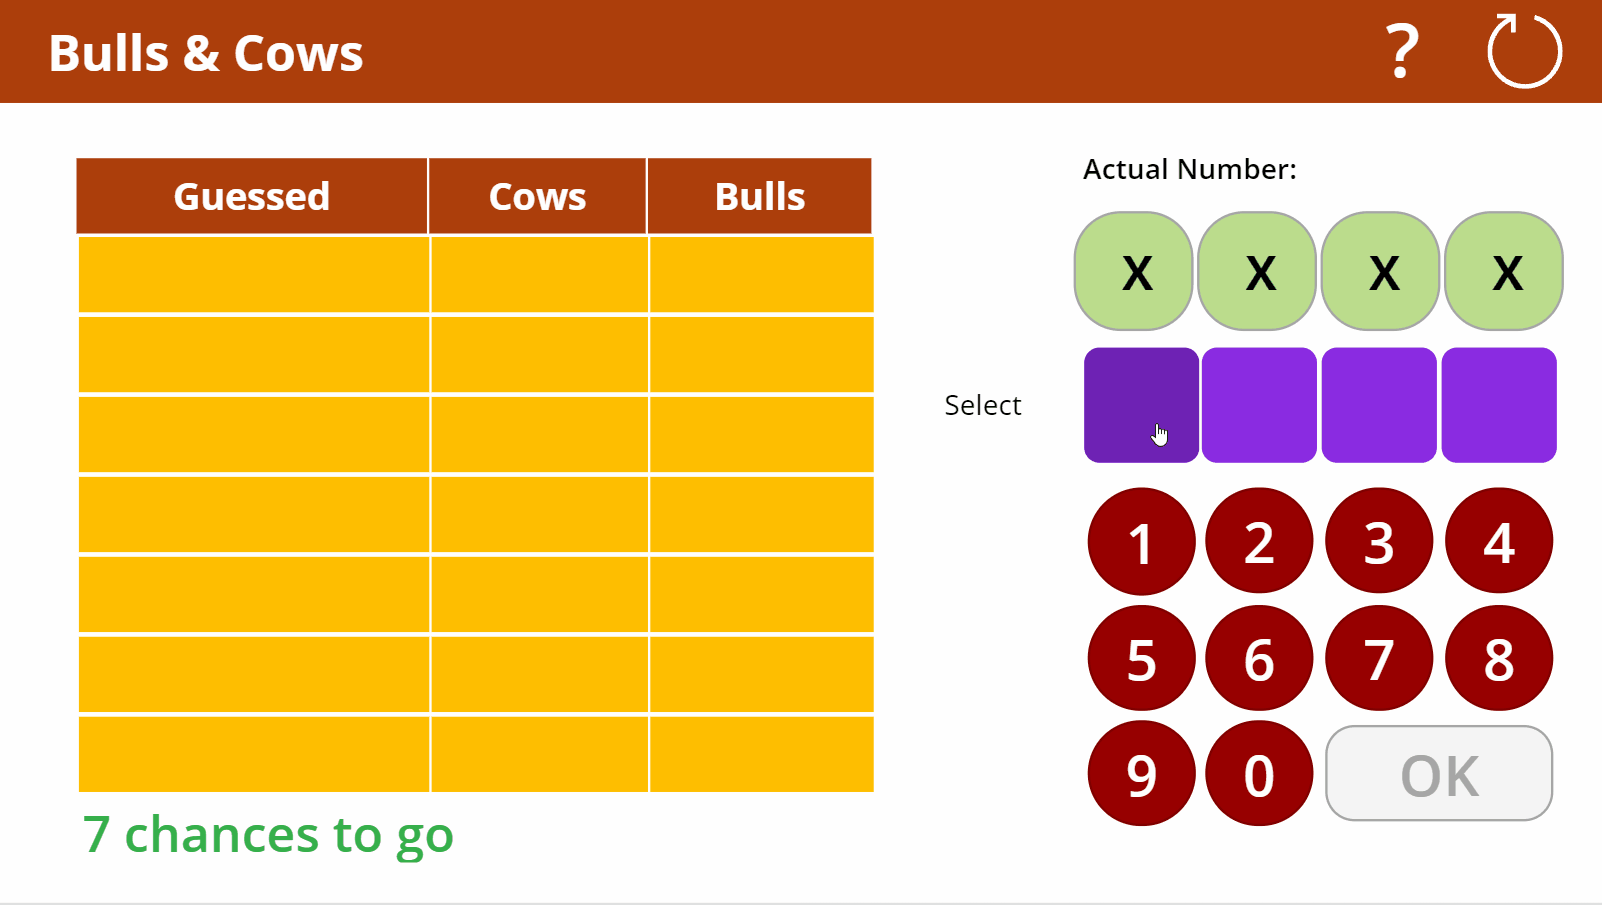 Bulls & Cows ?
Guessed Cows Bulls
7 chances to go
Actual Number:
X X X X
Select
1 2 3 4
5 6 7 8
9 0 OK